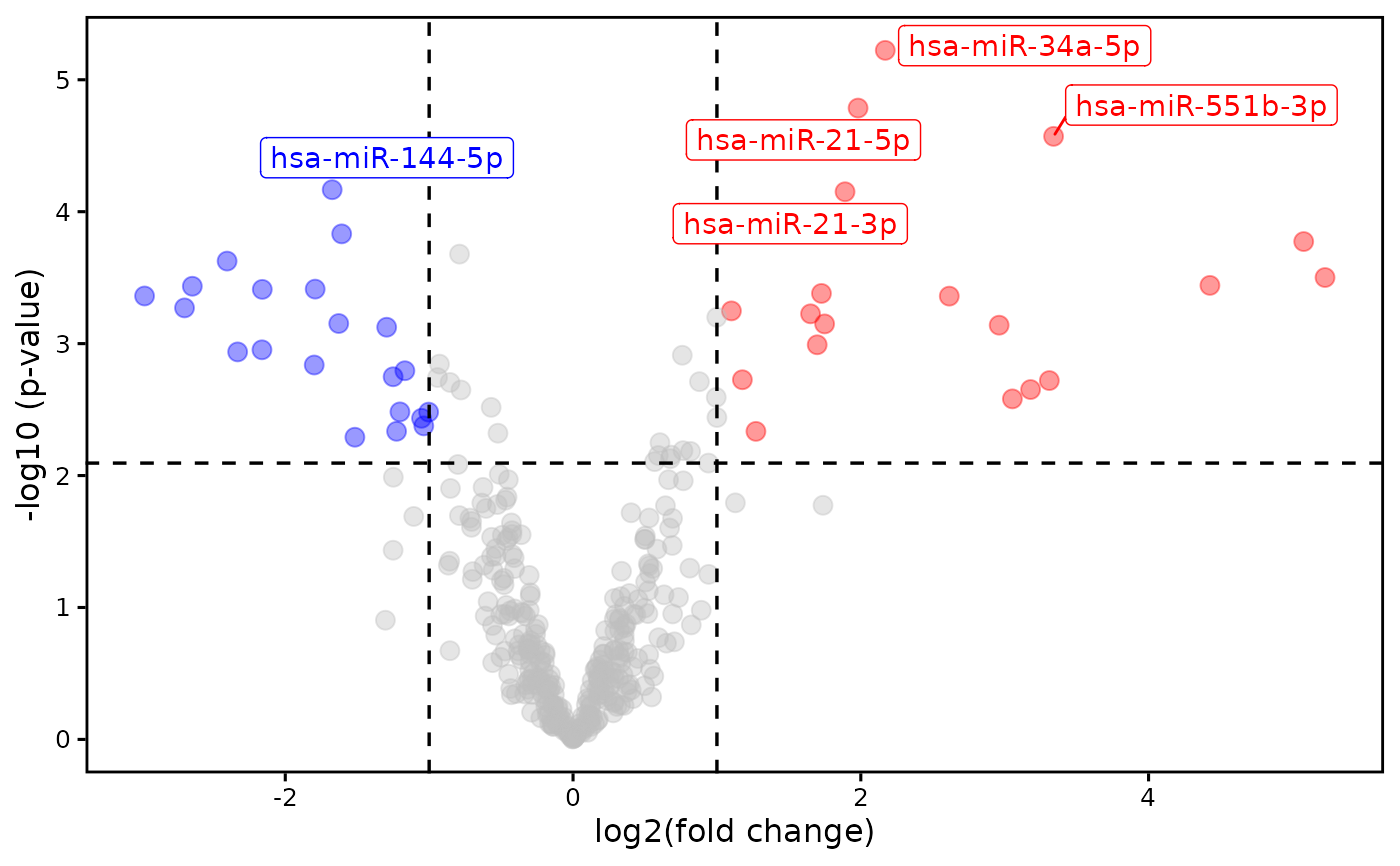 hsa-miR-34a-5p
hsa-miR-551b-3p
hsa-miR-21-5p
hsa-miR-144-5p
hsa-miR-21-3p
-log10 (p-value)
5
4
3
2
1
0
-2
0
2
4
log2(fold change)